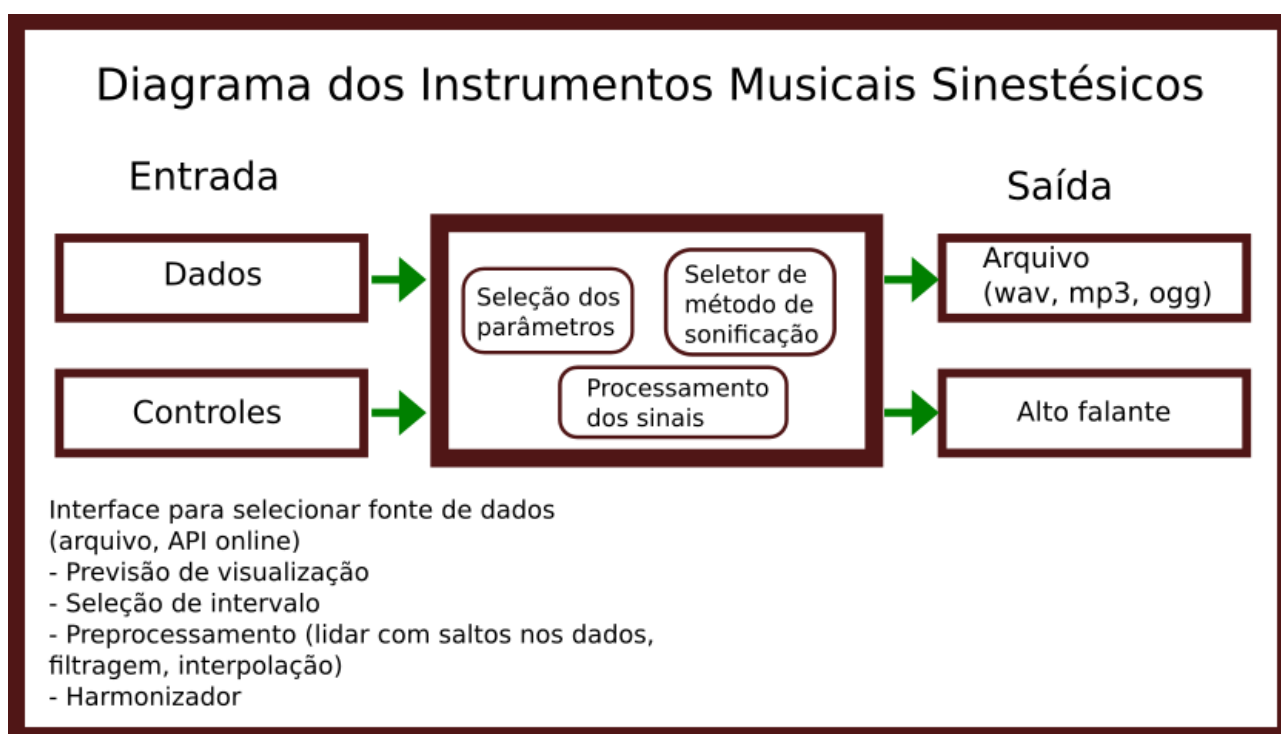 Diagrama dos Instrumentos Musicais Sinestésicos
Entrada
Saída
Dados
Controles
Seleção dos
parâmetros
Seletor de
método de
sonificação
Processamento
dos sinais
Arquivo
(wav, mp3, ogg)
Alto falante
Interface para selecionar fonte de dados
(arquivo, API online)
- Previsão de visualização
- Seleção de intervalo
- Preprocessamento (lidar com saltos nos dados,
filtragem, interpolação)
- Harmonizador